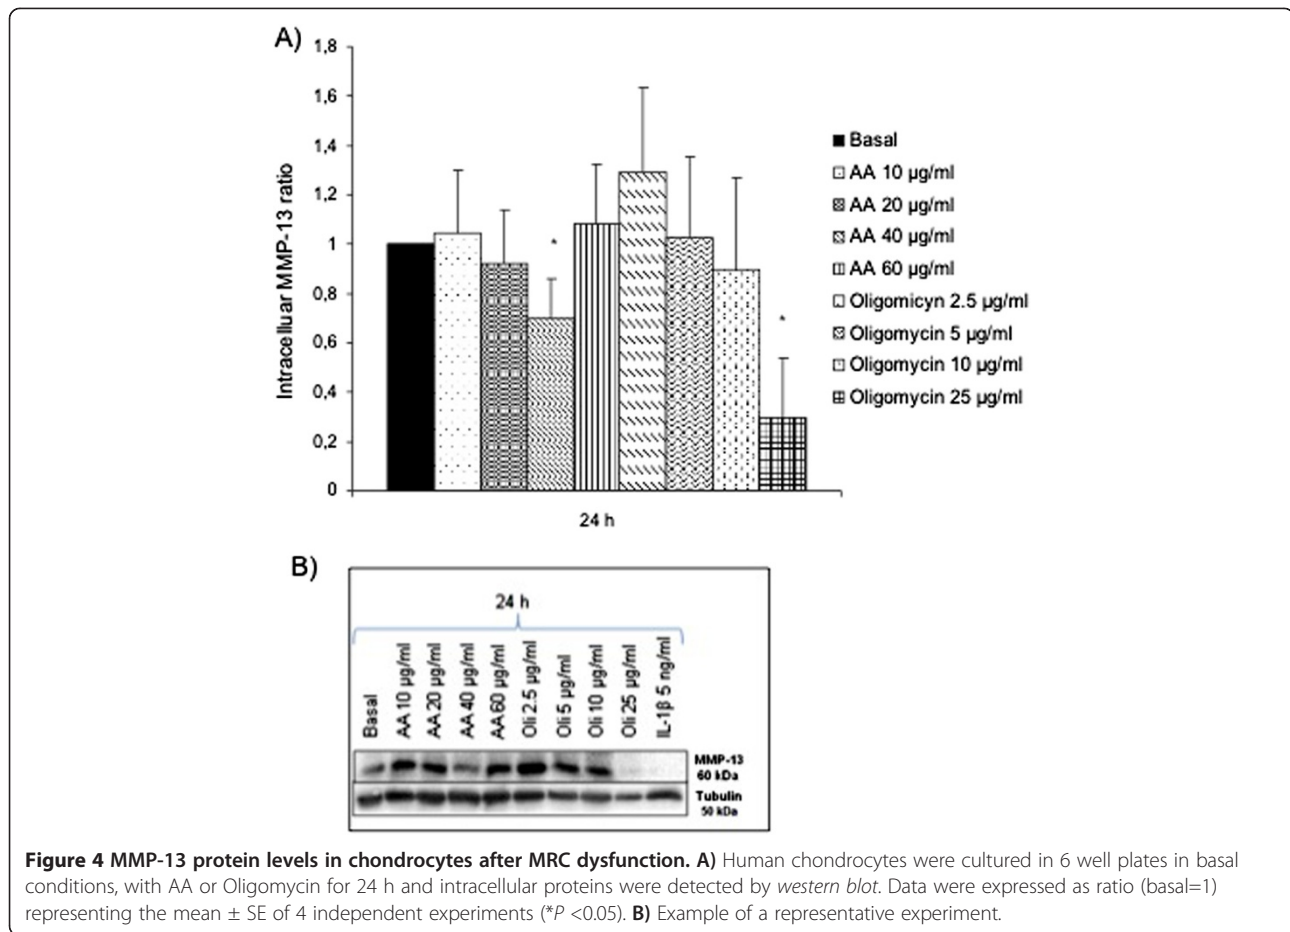 A)
1,8
1,6
1,4
1,2
1
0,8
0,6
0,4
0,2
0
Intracelluar MMP-13 ratio
*
*
24 h
Basal
AA 10 µg/ml
AA 20 µg/ml
AA 40 µg/ml
AA 60 µg/ml
Oligomicyn 2.5 µg/ml
Oligomycin 5 µg/ml
Oligomycin 10 µg/ml
Oligomycin 25 µg/ml
B)
24 h
Basal
AA 10 µg/ml
AA 20 µg/ml
AA 40 µg/ml
AA 60 µg/ml
Oli 2.5 µg/ml
Oli 5 µg/ml
Oli 10 µg/ml
Oli 25 µg/ml
IL-1β 5 ng/ml
MMP-13
60 kDa
Tubulin
50 kDa
Figure 4 MMP-13 protein levels in chondrocytes after MRC dysfunction. A) Human chondrocytes were cultured in 6 well plates in basal
conditions, with AA or Oligomycin for 24 h and intracellular proteins were detected by western blot. Data were expressed as ratio (basal=1)
representing the mean ± SE of 4 independent experiments (*P <0.05). B) Example of a representative experiment.